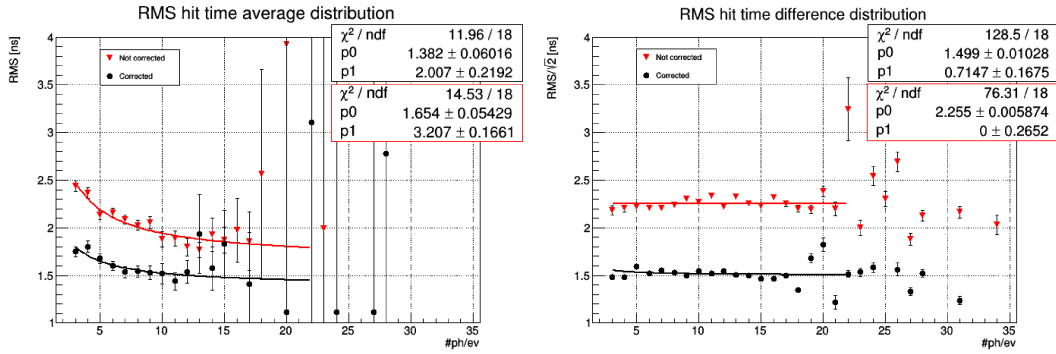 RMS hit time average distribution
RMS [ns]
4
3.5
3
2.5
2
1.5
1
Not corrected
Corrected
χ² / ndf 11.96 / 18
p0 1.382 ± 0.06016
p1 2.007 ± 0.2192
χ² / ndf 14.53 / 18
p0 1.654 ± 0.05429
p1 3.207 ± 0.1661
5 10 15 20 25 30 35
#ph/ev
RMS hit time difference distribution
RMS/√2 [ns]
4
3.5
3
2.5
2
1.5
1
Not corrected
Corrected
χ² / ndf 128.5 / 18
p0 1.499 ± 0.01028
p1 0.7147 ± 0.1675
χ² / ndf 76.31 / 18
p0 2.255 ± 0.005874
p1 0 ± 0.2652
5 10 15 20 25 30 35
#ph/ev